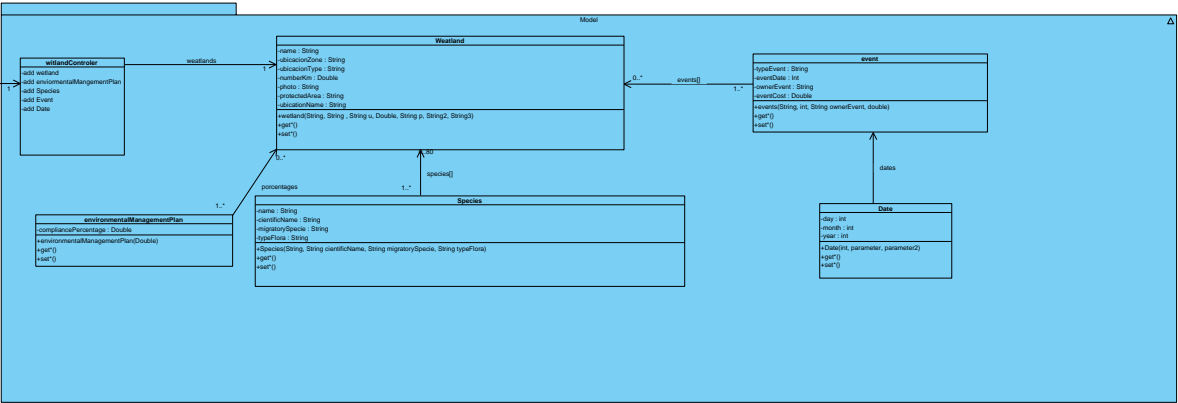 Model
witlandControler
-add wetland
-add enviormentalMangementPlan
-add Species
-add Event
-add Date
1
weatlands
1
Weatland
-name : String
-ubicacionZone : String
-ubicacionType : String
-numberKm : Double
-photo : String
-protectedArea : String
-ubicationName : String
+wetland(String, String , String u, Double, String p, String2, String3)
+get*()
+set*()
0..*
events[]
1..*
event
-typeEvent : String
-eventDate : Int
-ownerEvent : String
-eventCost : Double
+events(String, int, String ownerEvent, double)
+get*()
+set*()
0..*
porcentages
1..*
environmentalManagementPlan
-compliancePercentage : Double
+environmentalManagementPlan(Double)
+get*()
+set*()
..80
species[]
1..*
Species
-name : String
-cientificName : String
-migratorySpecie : String
-typeFlora : String
+Species(String, String cientificName, String migratorySpecie, String typeFlora)
+get*()
+set*()
dates
Date
-day : int
-month : int
-year : int
+Date(int, parameter, parameter2)
+get*()
+set*()